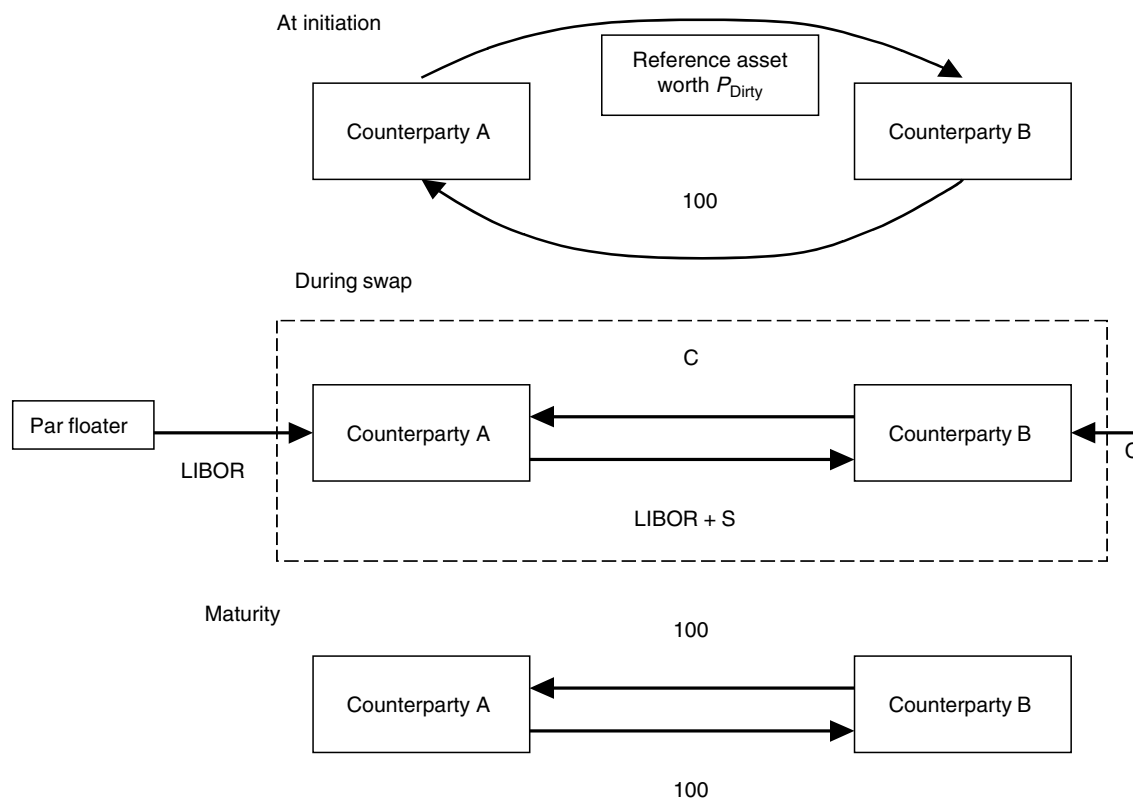 At initiation
Reference asset
worth P_Dirty
Counterparty A
Counterparty B
100
During swap
C
Par floater
Counterparty A
Counterparty B
LIBOR
C
LIBOR + S
Maturity
100
Counterparty A
Counterparty B
100